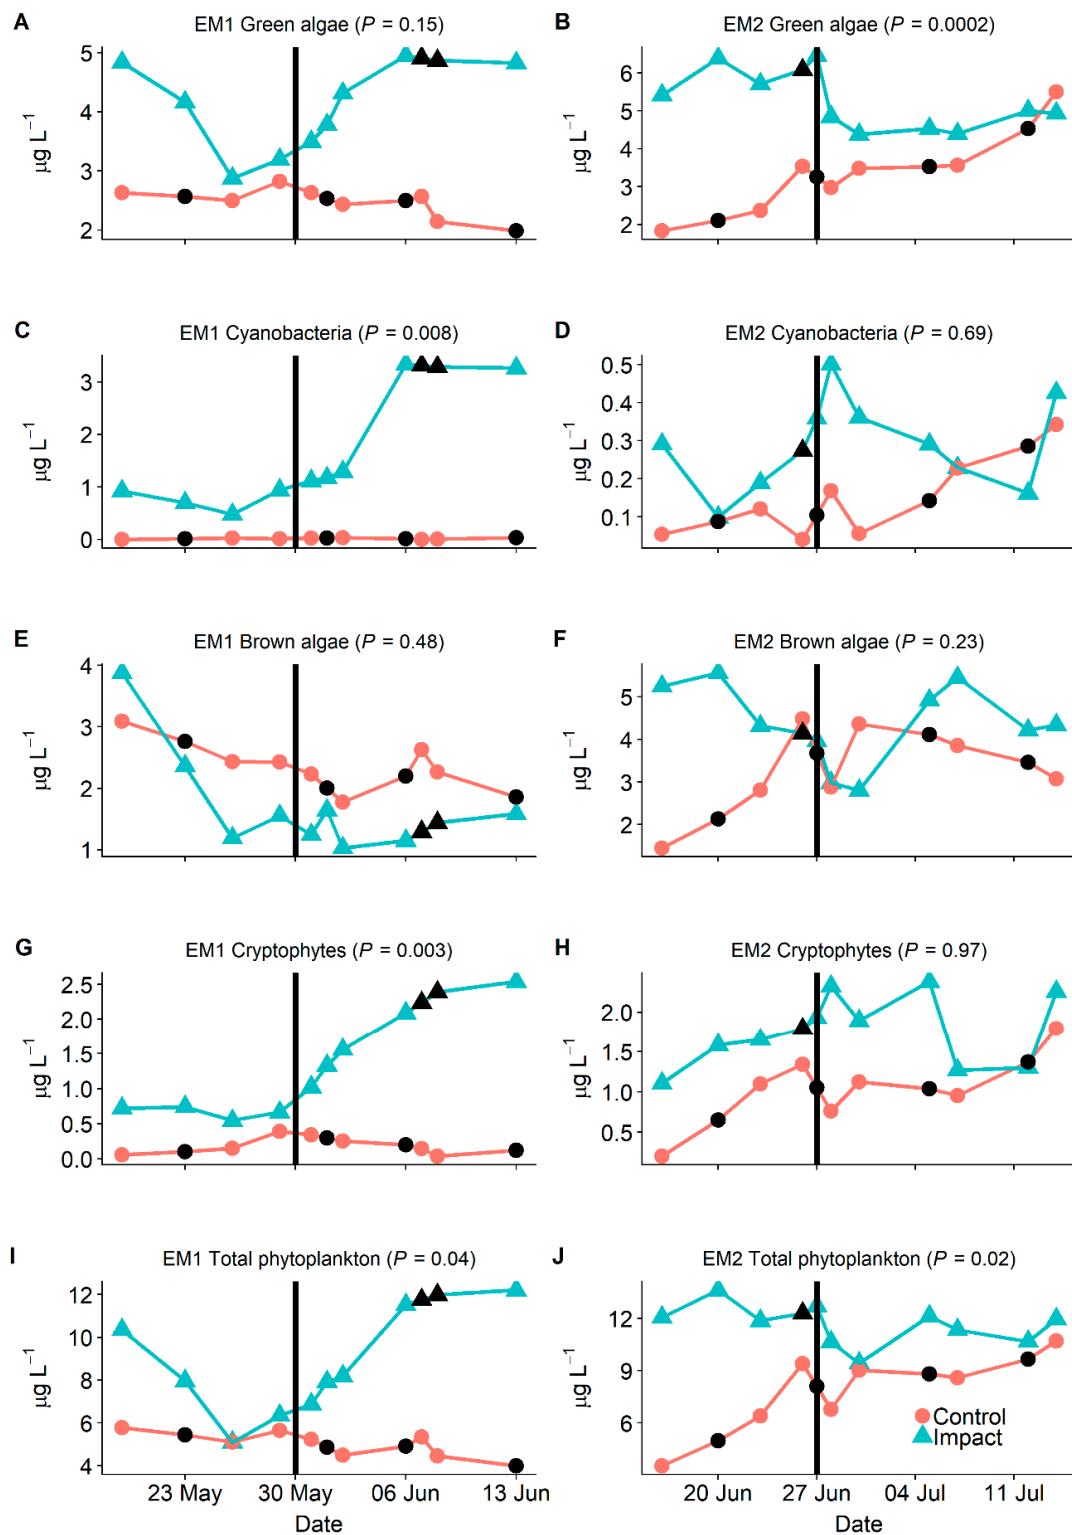 A EM1 Green algae (P = 0.15)
5
4
3
2
µg L⁻¹
B EM2 Green algae (P = 0.0002)
6
5
4
3
2
µg L⁻¹
C EM1 Cyanobacteria (P = 0.008)
3
2
1
0
µg L⁻¹
D EM2 Cyanobacteria (P = 0.69)
0.5
0.4
0.3
0.2
0.1
µg L⁻¹
E EM1 Brown algae (P = 0.48)
4
3
2
1
µg L⁻¹
F EM2 Brown algae (P = 0.23)
5
4
3
2
µg L⁻¹
G EM1 Cryptophytes (P = 0.003)
2.5
2.0
1.5
1.0
0.5
0.0
µg L⁻¹
H EM2 Cryptophytes (P = 0.97)
2.0
1.5
1.0
0.5
µg L⁻¹
I EM1 Total phytoplankton (P = 0.04)
12
10
8
6
4
µg L⁻¹
23 May 30 May 06 Jun 13 Jun
Date
J EM2 Total phytoplankton (P = 0.02)
12
9
6
µg L⁻¹
Control
Impact
20 Jun 27 Jun 04 Jul 11 Jul
Date